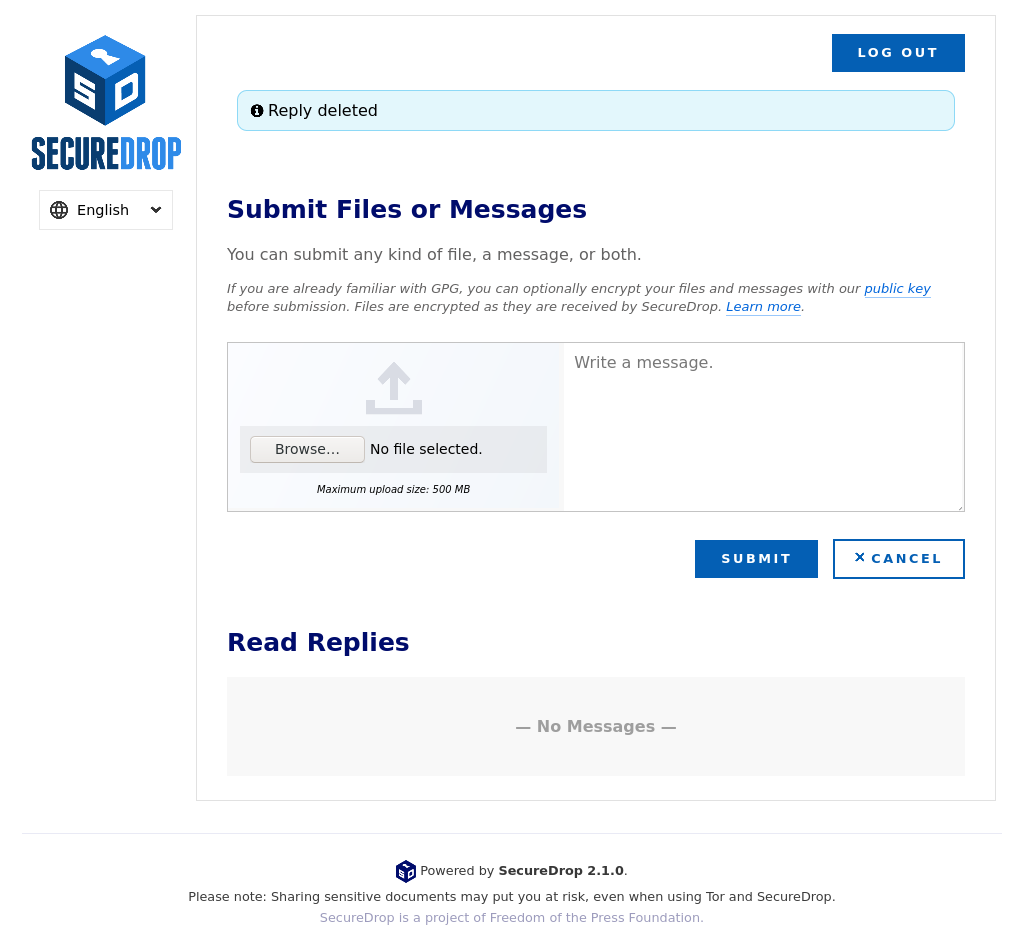 LOG OUT
Reply deleted
SD
SECUREDROP
English
Submit Files or Messages
You can submit any kind of file, a message, or both.
If you are already familiar with GPG, you can optionally encrypt your files and messages with our public key
before submission. Files are encrypted as they are received by SecureDrop. Learn more.
Write a message.
Browse… No file selected.
Maximum upload size: 500 MB
SUBMIT
✕ CANCEL
Read Replies
— No Messages —
Powered by SecureDrop 2.1.0.
Please note: Sharing sensitive documents may put you at risk, even when using Tor and SecureDrop.
SecureDrop is a project of Freedom of the Press Foundation.